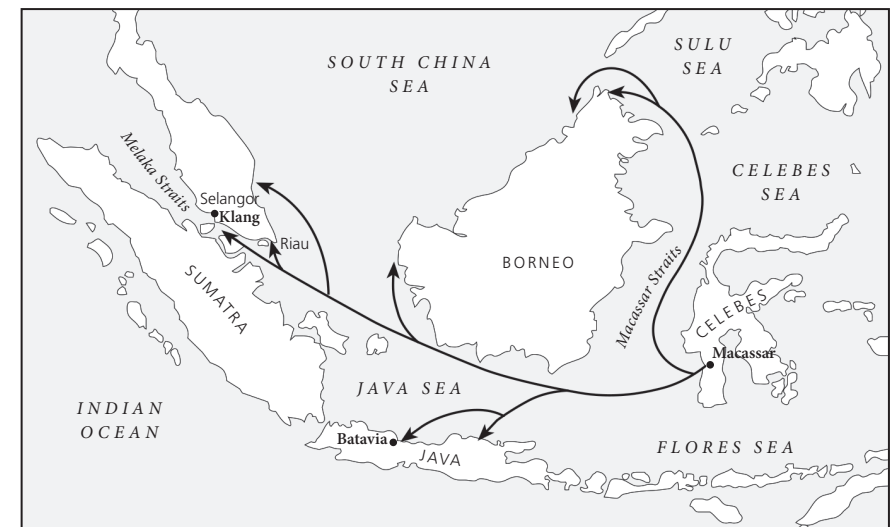 SOUTH CHINA
SEA
SULU
SEA
Melaka Straits
CELEBES
SEA
Selangor
Klang
Riau
BORNEO
SUMATRA
Macassar Straits
CELEBES
Macassar
JAVA SEA
INDIAN
OCEAN
Batavia
JAVA
FLORES SEA